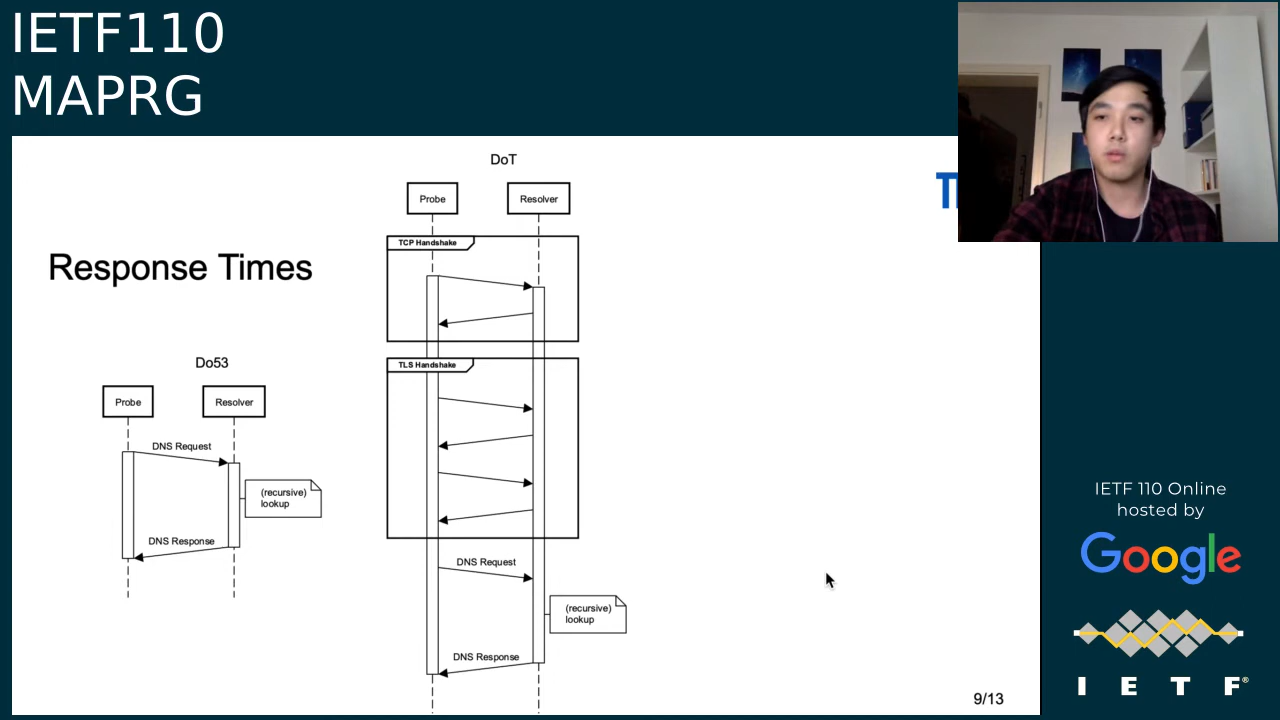 IETF110
MAPRG
Response Times
Do53
Probe
Resolver
DNS Request
(recursive)
lookup
DNS Response
DoT
Probe
Resolver
TCP Handshake
TLS Handshake
DNS Request
(recursive)
lookup
DNS Response
9/13
IETF 110 Online
hosted by
Google
I E T F®